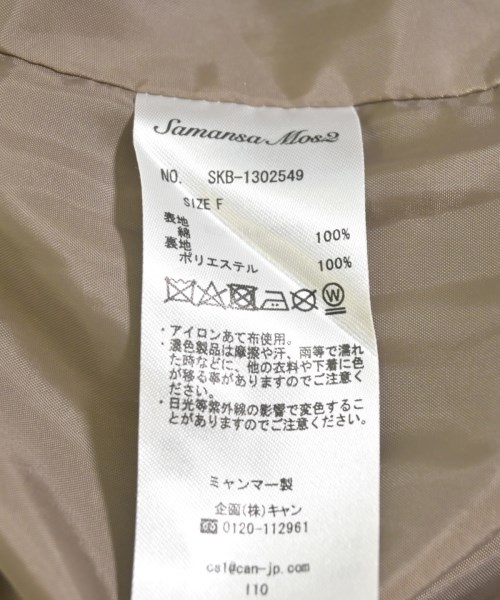 Samansa Mos2
NO. SKB-1302549
SIZE F
表地
綿 100%
裏地
ポリエステル 100%
W
・アイロンあて布使用。
・濃色製品は摩擦や汗、雨等で濡れ
た時などに、他の衣料や下着に色
が移る事がありますのでご注意く
ださい。
・日光等紫外線の影響で変色するこ
とがありますのでご注意ください。
ミャンマー製
企画(株)キャン
0120-112961
cal@can-jp.com
110